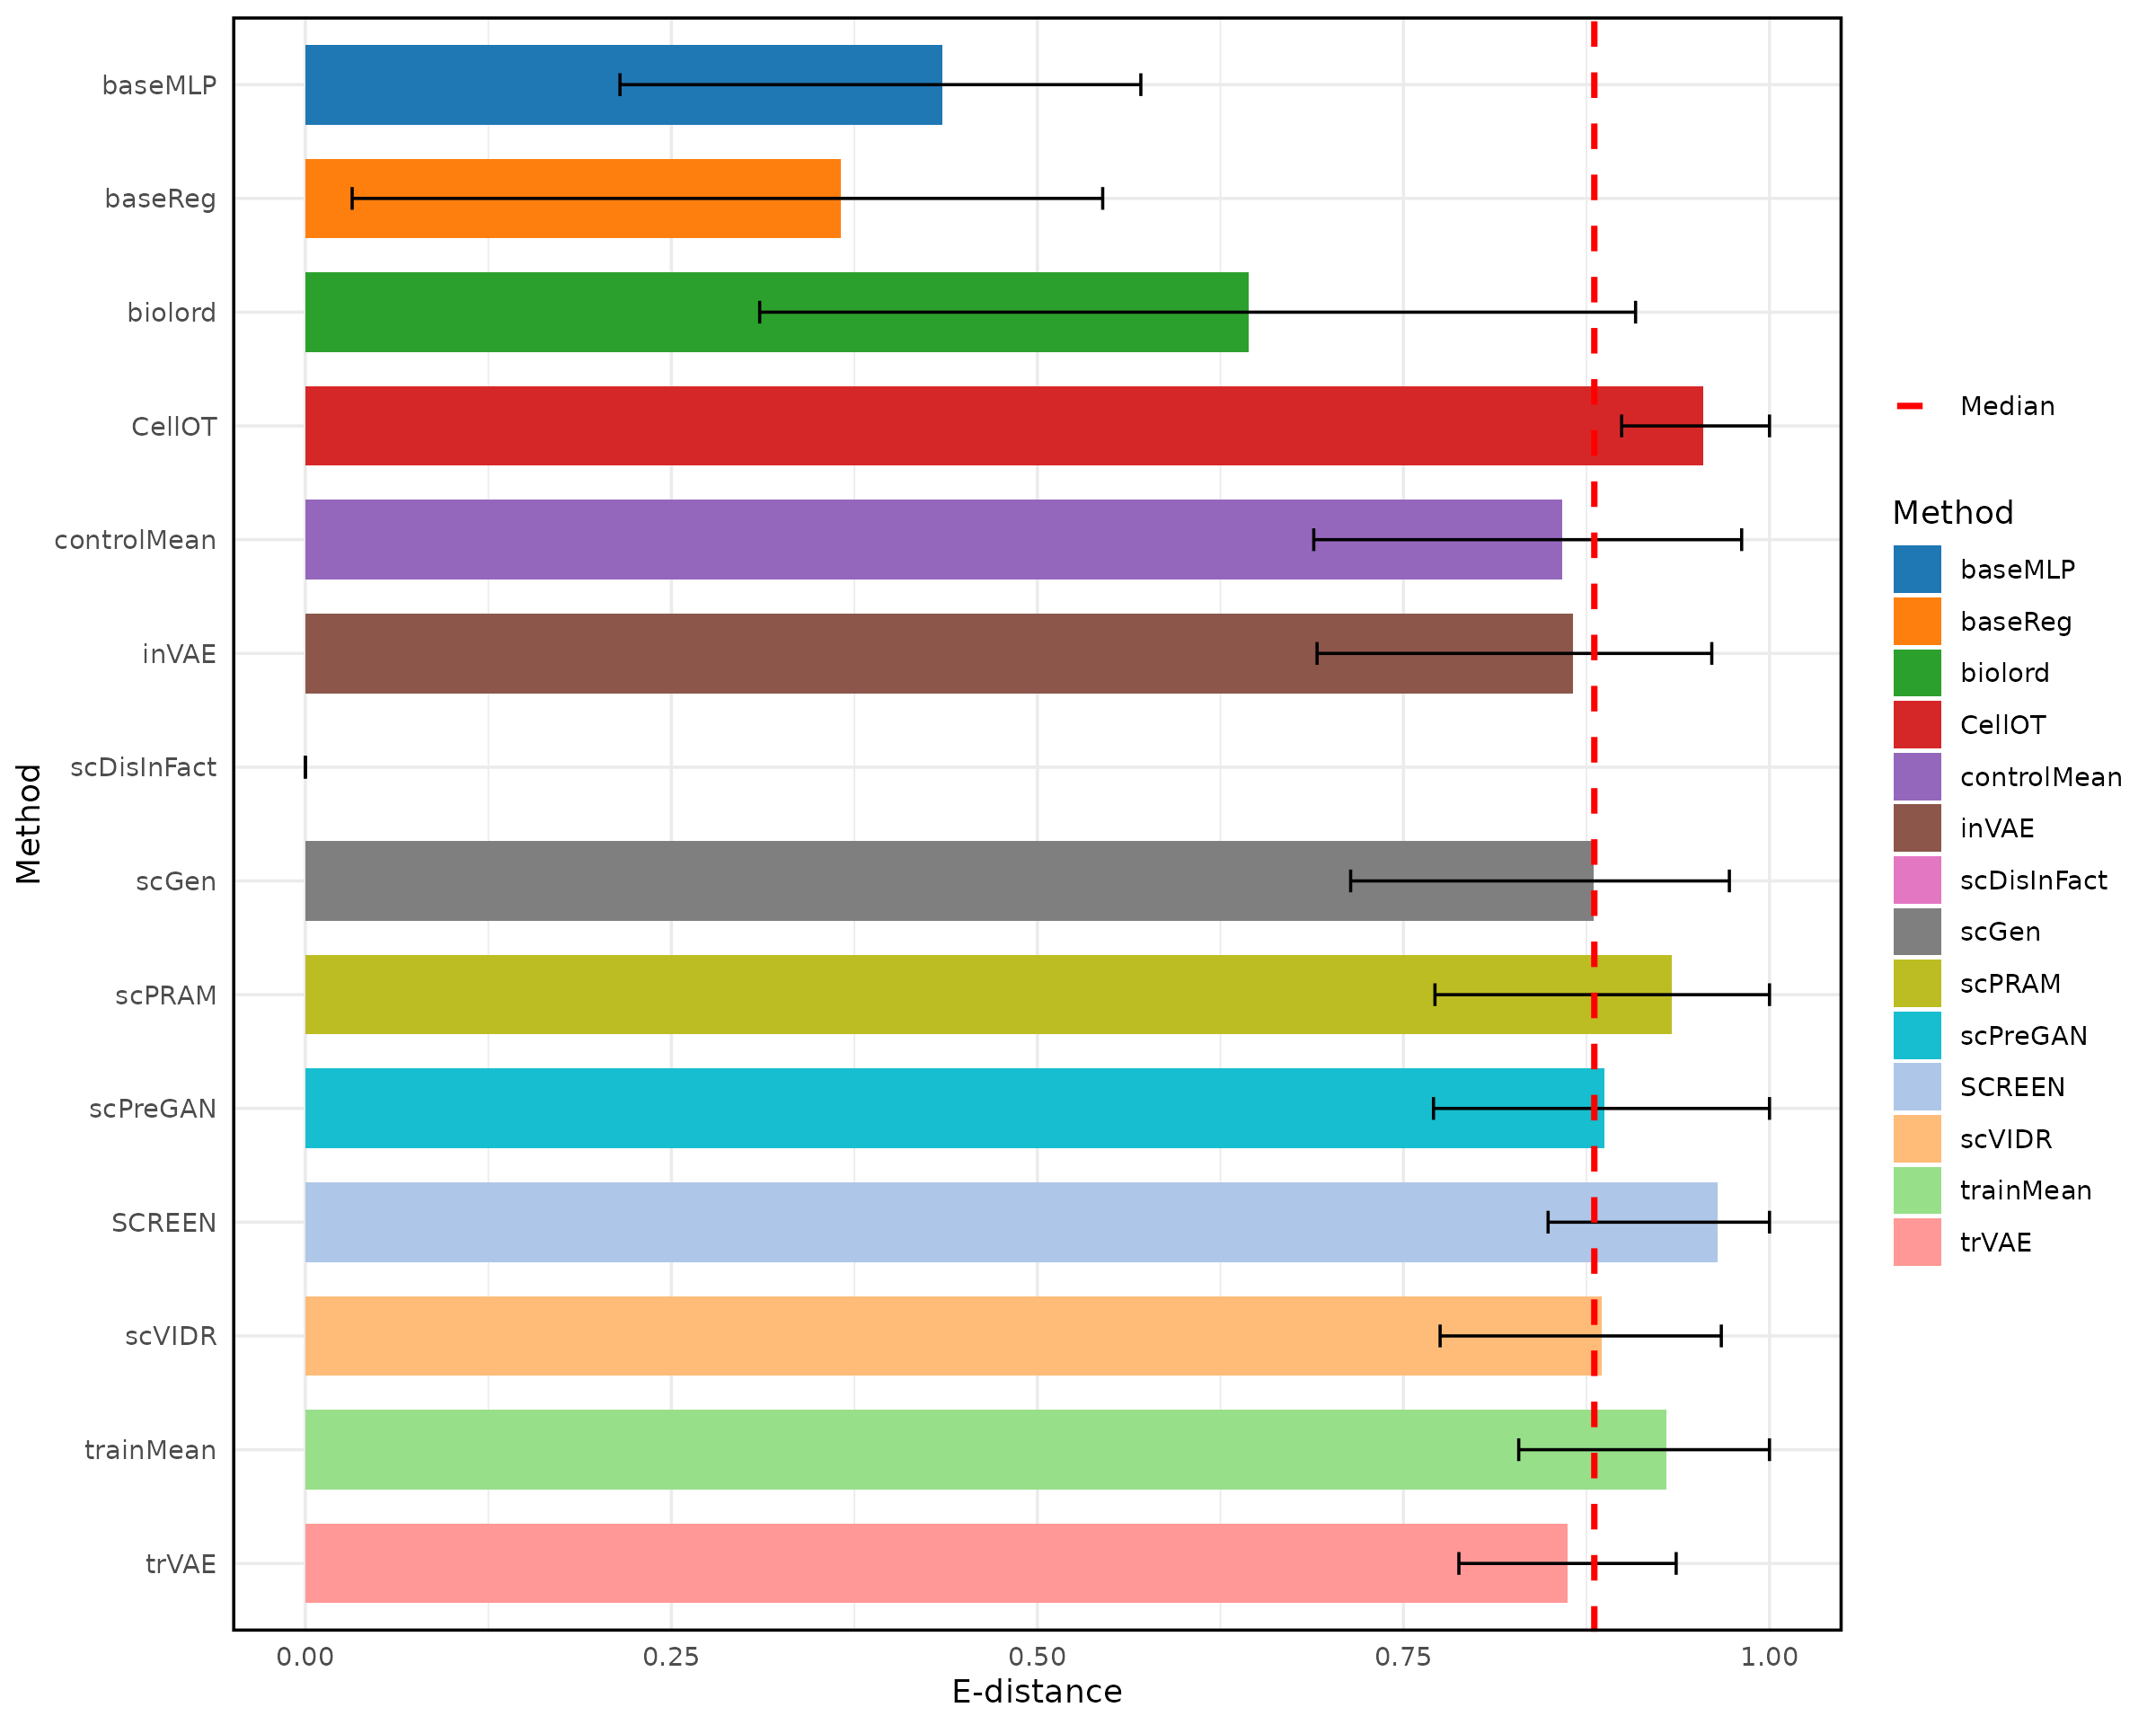 Method
baseMLP
baseReg
biolord
CellOT
controlMean
inVAE
scDisInFact
scGen
scPRAM
scPreGAN
SCREEN
scVIDR
trainMean
trVAE
0.00 0.25 0.50 0.75 1.00
E-distance
Median
Method
baseMLP
baseReg
biolord
CellOT
controlMean
inVAE
scDisInFact
scGen
scPRAM
scPreGAN
SCREEN
scVIDR
trainMean
trVAE